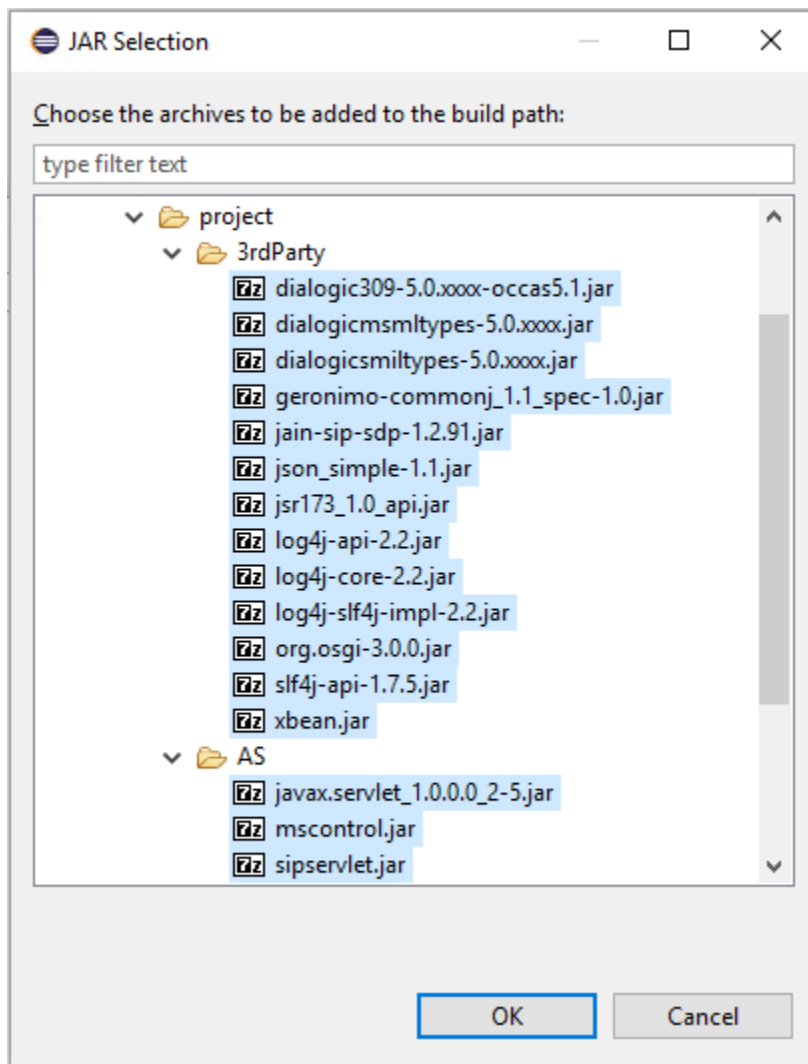 JAR Selection
Choose the archives to be added to the build path:
type filter text
project
3rdParty
dialogic309-5.0.xxxx-occas5.1.jar
dialogicmsmltypes-5.0.xxxx.jar
dialogicsmiltypes-5.0.xxxx.jar
geronimo-commonj_1.1_spec-1.0.jar
jain-sip-sdp-1.2.91.jar
json_simple-1.1.jar
jsr173_1.0_api.jar
log4j-api-2.2.jar
log4j-core-2.2.jar
log4j-slf4j-impl-2.2.jar
org.osgi-3.0.0.jar
slf4j-api-1.7.5.jar
xbean.jar
AS
javax.servlet_1.0.0.0_2-5.jar
mscontrol.jar
sipservlet.jar
OK Cancel